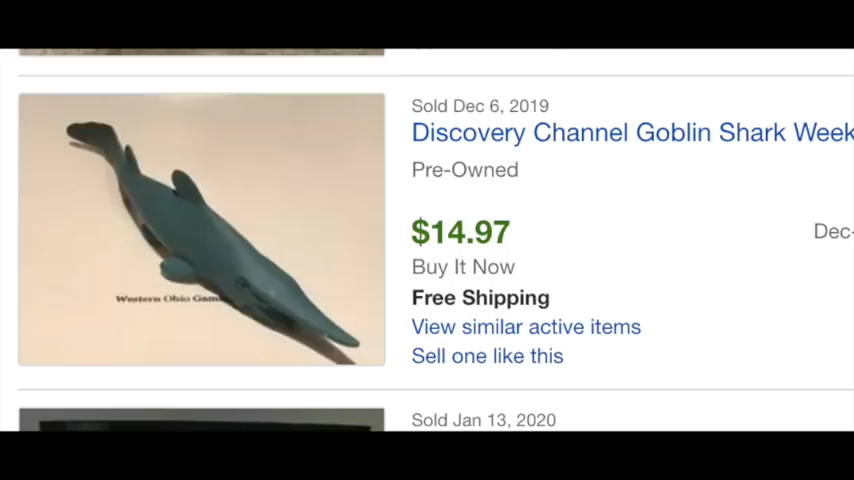 Sold Dec 6, 2019
Discovery Channel Goblin Shark Week
Pre-Owned
$14.97
Dec-
Buy It Now
Free Shipping
Western Ohio Gam
View similar active items
Sell one like this
Sold Jan 13, 2020